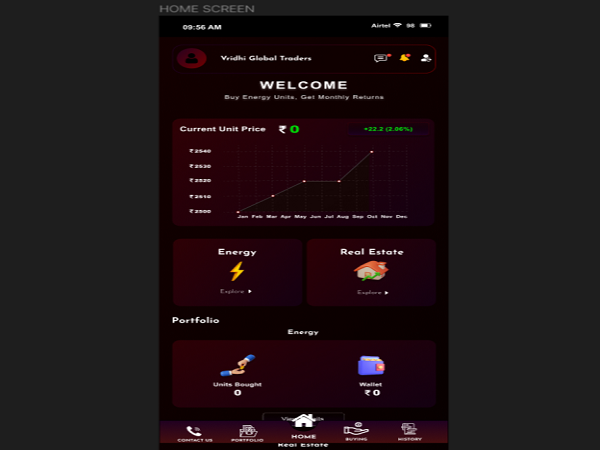 HOME SCREEN
09:56 AM Airtel 98
Vridhi Global Traders
WELCOME
Buy Energy Units, Get Monthly Returns
Current Unit Price ₹ 0 +22.2 (2.06%)
₹ 2540
₹ 2530
₹ 2520
₹ 2510
₹ 2500
Jan Feb Mar Apr May Jun Jul Aug Sep Oct Nov Dec
Energy Real Estate
Explore Explore
Portfolio
Energy
Units Bought Wallet
0 ₹ 0
CONTACT US PORTFOLIO HOME BUYING HISTORY
Real Estate